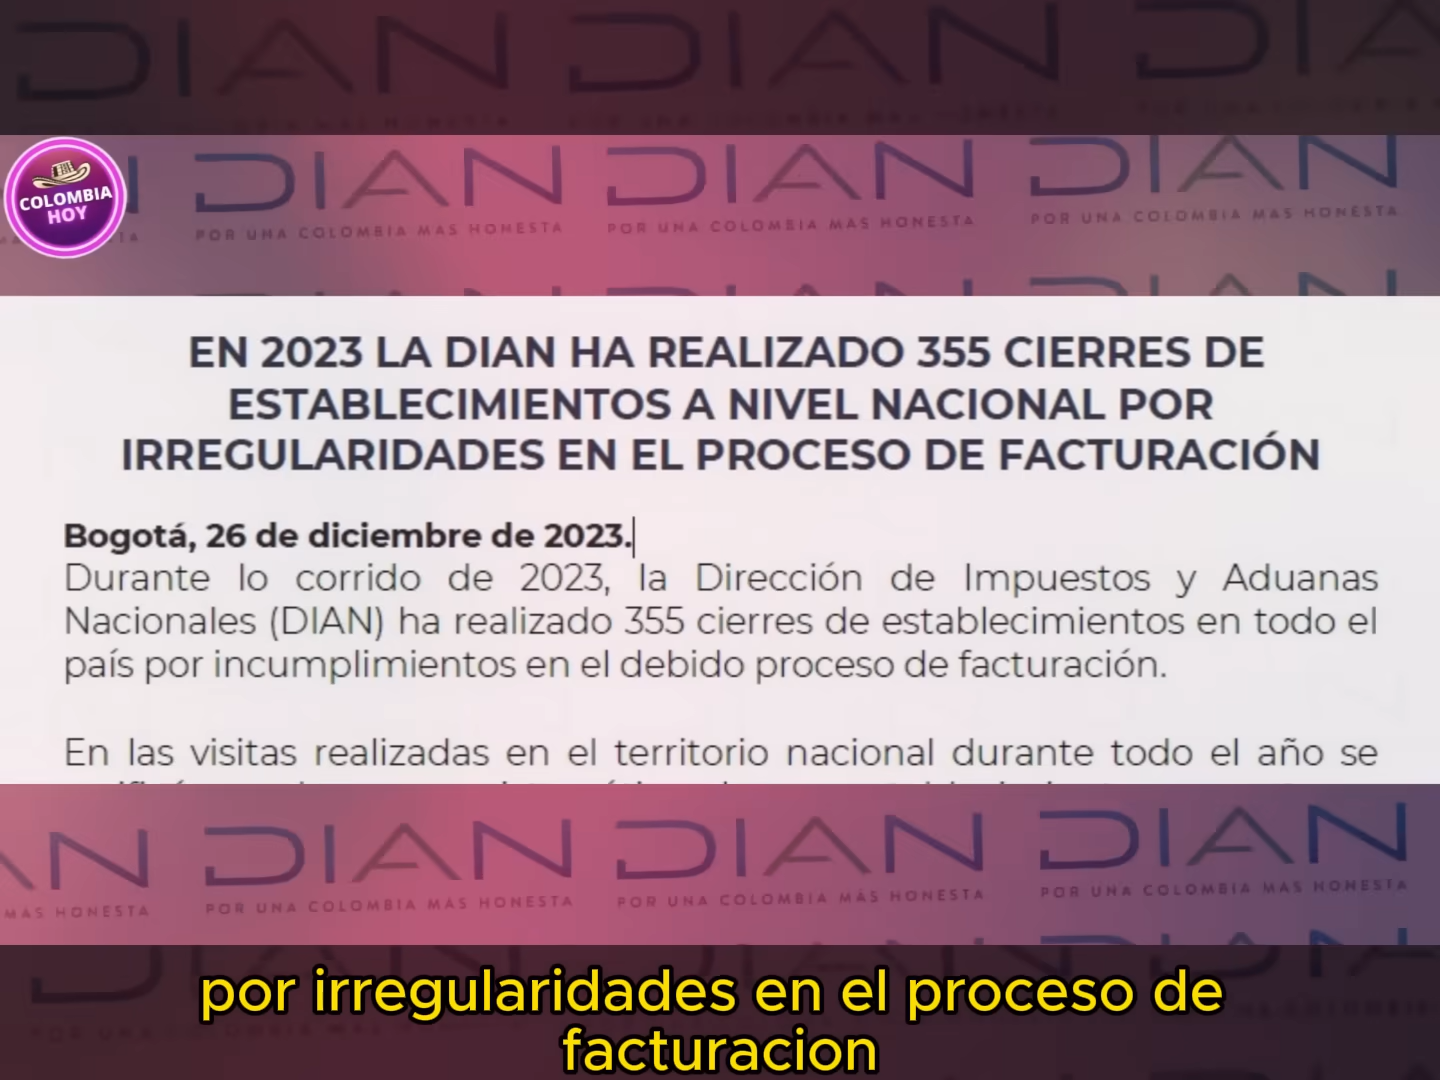 DIAN DIAN DIA
COLOMBIA
HOY
DIAN DIAN DIAN
POR UNA COLOMBIA MAS HONESTA POR UNA COLOMBIA MAS HONESTA POR UNA COLOMBIA MAS HONESTA
EN 2023 LA DIAN HA REALIZADO 355 CIERRES DE
ESTABLECIMIENTOS A NIVEL NACIONAL POR
IRREGULARIDADES EN EL PROCESO DE FACTURACIÓN
Bogotá, 26 de diciembre de 2023.
Durante lo corrido de 2023, la Dirección de Impuestos y Aduanas
Nacionales (DIAN) ha realizado 355 cierres de establecimientos en todo el
país por incumplimientos en el debido proceso de facturación.
En las visitas realizadas en el territorio nacional durante todo el año se
AN DIAN DIAN DIAN
MAS HONESTA POR UNA COLOMBIA MAS HONESTA POR UNA COLOMBIA MÁS HONESTA POR UNA COLOMBIA MAS HONESTA
por irregularidades en el proceso de
facturacion